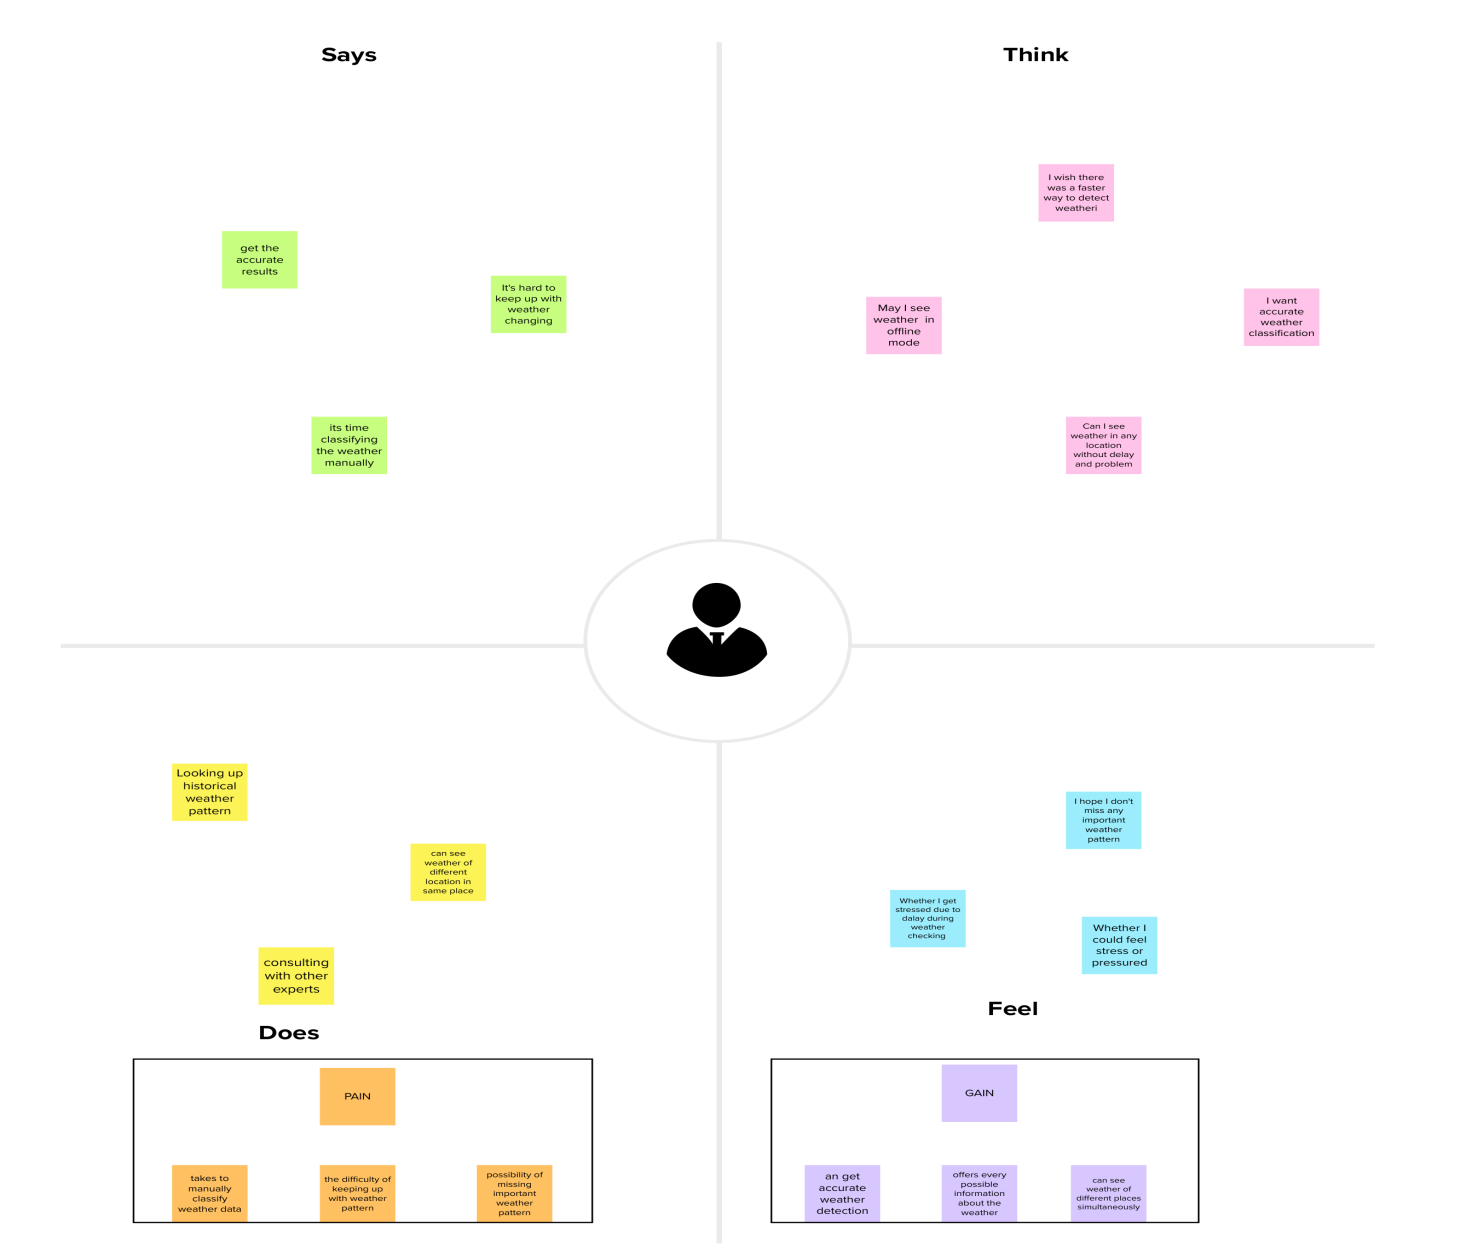 Says
Think
get the
accurate
results
It's hard to
keep up with
weather
changing
its time
classifying
the weather
manually
I wish there
was a faster
way to detect
weatheri
May I see
weather in
offline
mode
I want
accurate
weather
classification
Can I see
weather in any
location
without delay
and problem
Looking up
historical
weather
pattern
can see
weather of
different
location in
same place
consulting
with other
experts
Does
I hope I don't
miss any
important
weather
pattern
Whether I get
stressed due to
dalay during
weather
checking
Whether I
could feel
stress or
pressured
Feel
PAIN
takes to
manually
classify
weather data
the difficulty of
keeping up
with weather
pattern
possibility of
missing
important
weather
pattern
GAIN
an get
accurate
weather
detection
offers every
possible
information
about the
weather
can see
weather of
different places
simultaneously